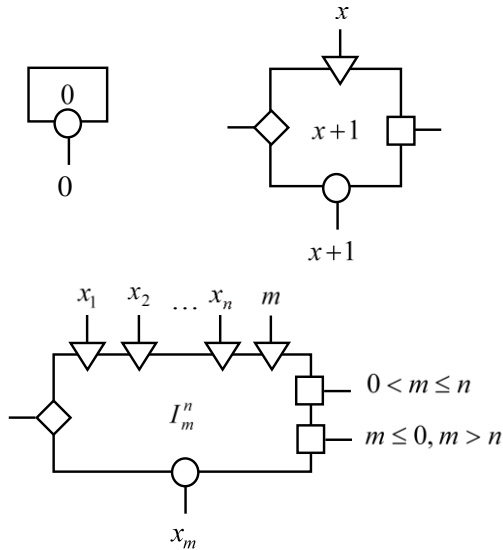 x
0
x+1
0
x+1
x₁ x₂ … xₙ m
0 < m ≤ n
Iₘⁿ
m ≤ 0, m > n
xₘ